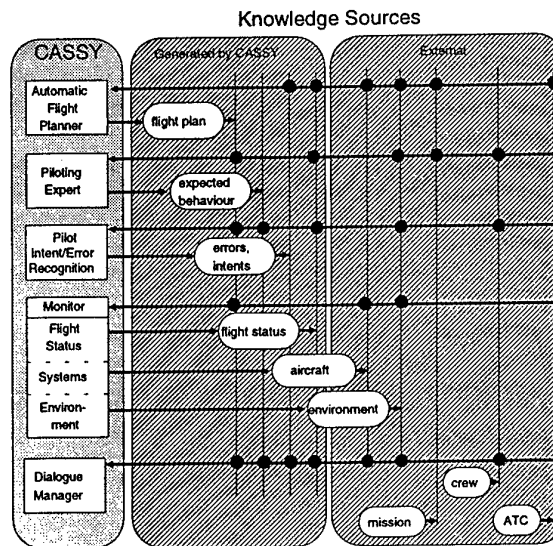 Knowledge Sources
CASSY
Generated by CASSY
External
Automatic
Flight
Planner
flight plan
Piloting
Expert
expected
behaviour
Pilot
Intent/Error
Recognition
errors,
intents
Monitor
Flight
Status
flight status
Systems
aircraft
Environ-
ment
environment
Dialogue
Manager
crew
mission
ATC